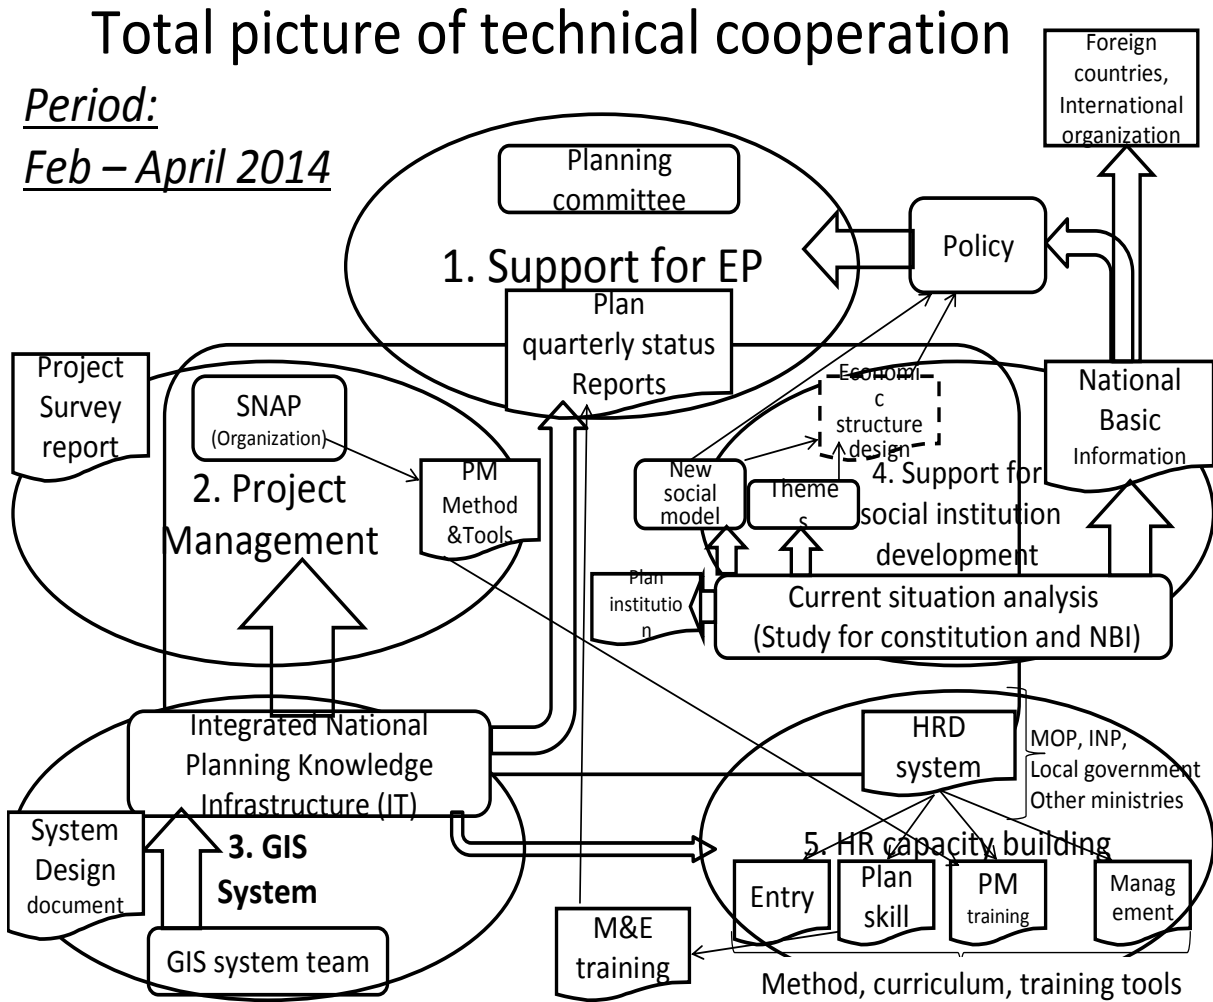 Total picture of technical cooperation
Period:
Feb – April 2014
Foreign
countries,
International
organization
Planning
committee
Policy
1. Support for EP
Plan
quarterly status
Reports
Project
Survey
report
SNAP
(Organization)
2. Project
Management
PM
Method
&Tools
Economi
c
structure
design
National
Basic
Information
New
social
model
Theme
s
4. Support for
social institution
development
Plan
institutio
n
Current situation analysis
(Study for constitution and NBI)
Integrated National
Planning Knowledge
Infrastructure (IT)
HRD
system
MOP, INP,
Local government
Other ministries
System
Design
document
3. GIS
System
5. HR capacity building
Entry
Plan
skill
PM
training
Manag
ement
GIS system team
M&E
training
Method, curriculum, training tools